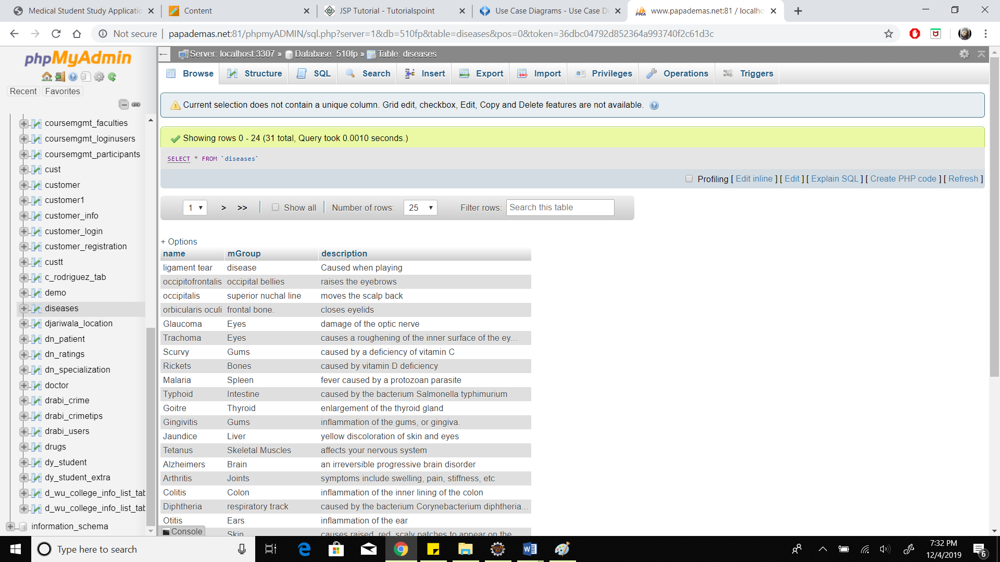 Medical Student Study Applicatio
Content
JSP Tutorial - Tutorialspoint
Use Case Diagrams - Use Case Di
www.papademas.net:81 / localho
Not secure | papademas.net:81/phpmyADMIN/sql.php?server=1&db=510fp&table=diseases&pos=0&token=36dbc04792d852364a993740f2c61d3c
phpMyAdmin
Recent Favorites
coursemgmt_faculties
coursemgmt_loginusers
coursemgmt_participants
cust
customer
customer1
customer_info
customer_login
customer_registration
custt
c_rodriguez_tab
demo
diseases
djariwala_location
dn_patient
dn_ratings
dn_specialization
doctor
drabi_crime
drabi_crimetips
drabi_users
drugs
dy_student
dy_student_extra
d_wu_college_info_list_tab
d_wu_college_info_list_tab
information_schema
Server: localhost:3307 » Database: 510fp » Table: diseases
Browse Structure SQL Search Insert Export Import Privileges Operations Triggers
Current selection does not contain a unique column. Grid edit, checkbox, Edit, Copy and Delete features are not available.
Showing rows 0 - 24 (31 total, Query took 0.0010 seconds.)
SELECT * FROM `diseases`
Profiling [ Edit inline ] [ Edit ] [ Explain SQL ] [ Create PHP code ] [ Refresh ]
1 > >> Show all Number of rows: 25 Filter rows: Search this table
+ Options
name mGroup description
ligament tear disease Caused when playing
occipitofrontalis occipital bellies raises the eyebrows
occipitalis superior nuchal line moves the scalp back
orbicularis oculi frontal bone. closes eyelids
Glaucoma Eyes damage of the optic nerve
Trachoma Eyes causes a roughening of the inner surface of the ey...
Scurvy Gums caused by a deficiency of vitamin C
Rickets Bones caused by vitamin D deficiency
Malaria Spleen fever caused by a protozoan parasite
Typhoid Intestine caused by the bacterium Salmonella typhimurium
Goitre Thyroid enlargement of the thyroid gland
Gingivitis Gums inflammation of the gums, or gingiva.
Jaundice Liver yellow discoloration of skin and eyes
Tetanus Skeletal Muscles affects your nervous system
Alzheimers Brain an irreversible progressive brain disorder
Arthritis Joints symptoms include swelling, pain, stiffness, etc
Colitis Colon inflammation of the inner lining of the colon
Diphtheria respiratory track caused by the bacterium Corynebacterium diphtheria...
Otitis Ears inflammation of the ear
Skin causes raised, red, scaly patches to appear on the
Console
Type here to search
7:32 PM
12/4/2019
6